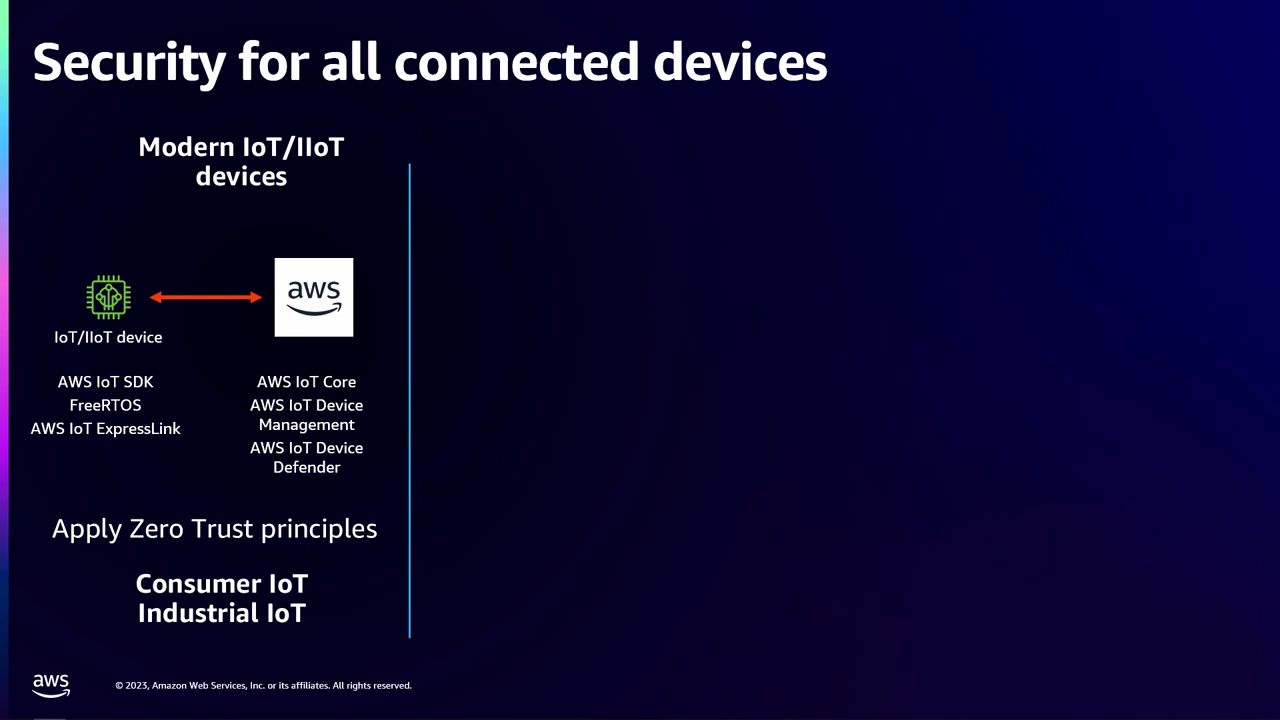 Security for all connected devices
Modern IoT/IIoT
devices
aws
IoT/IIoT device
AWS IoT SDK
FreeRTOS
AWS IoT ExpressLink
AWS IoT Core
AWS IoT Device
Management
AWS IoT Device
Defender
Apply Zero Trust principles
Consumer IoT
Industrial IoT
aws
© 2023, Amazon Web Services, Inc. or its affiliates. All rights reserved.